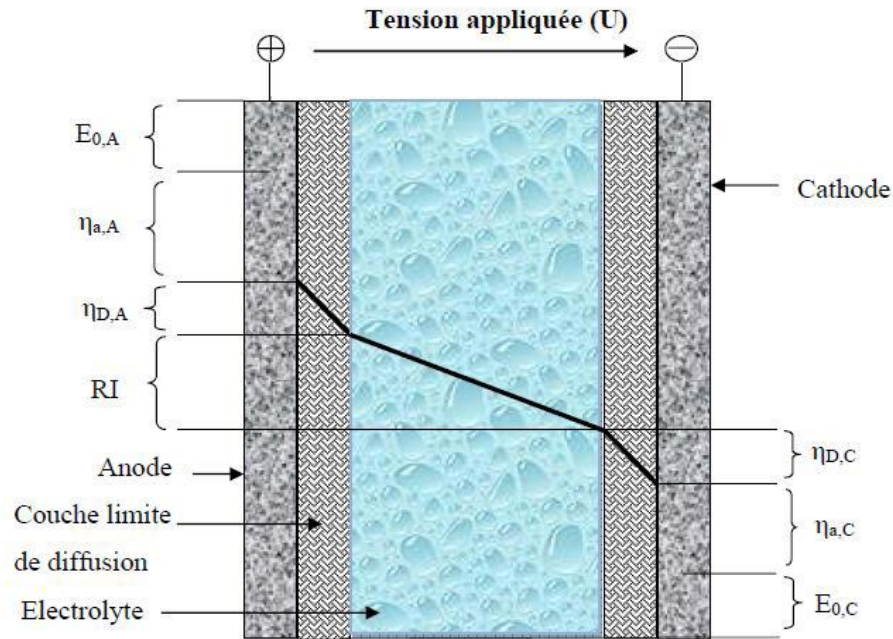 Tension appliquée (U)
+
−
E0,A
ηa,A
ηD,A
RI
Anode
Couche limite
de diffusion
Electrolyte
Cathode
ηD,C
ηa,C
E0,C